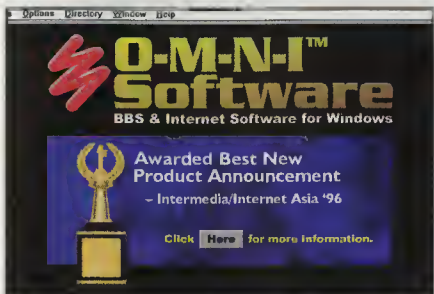 s Options Directory Window Help
O-M-N-I™
Software
BBS & Internet Software for Windows
Awarded Best New
Product Announcement
– Intermedia/Internet Asia '96
Click Here for more information.